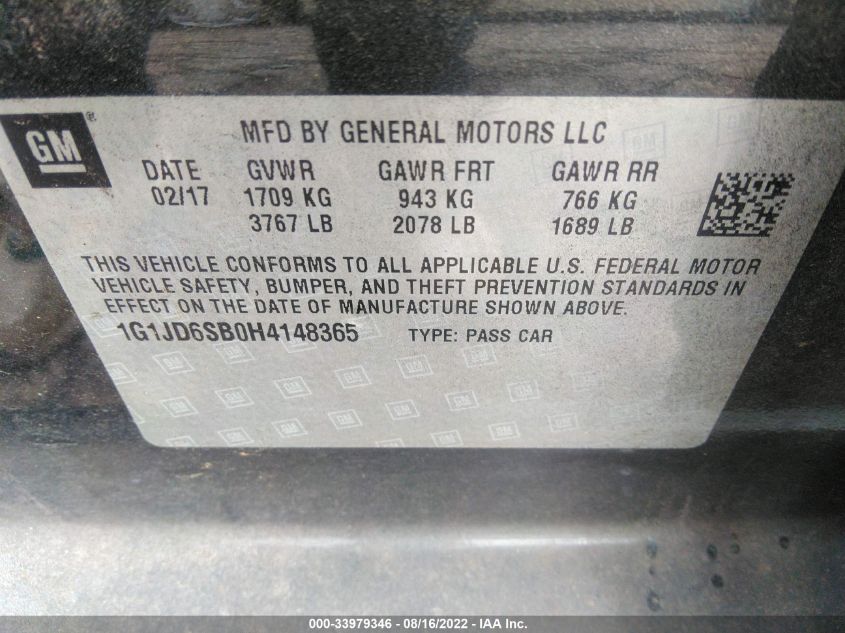 GM ®
MFD BY GENERAL MOTORS LLC
DATE GVWR GAWR FRT GAWR RR
02/17 1709 KG 943 KG 766 KG
3767 LB 2078 LB 1689 LB
THIS VEHICLE CONFORMS TO ALL APPLICABLE U.S. FEDERAL MOTOR
VEHICLE SAFETY, BUMPER, AND THEFT PREVENTION STANDARDS IN
EFFECT ON THE DATE OF MANUFACTURE SHOWN ABOVE.
1G1JD6SB0H4148365 TYPE: PASS CAR
000-33979346 - 08/16/2022 - IAA Inc.